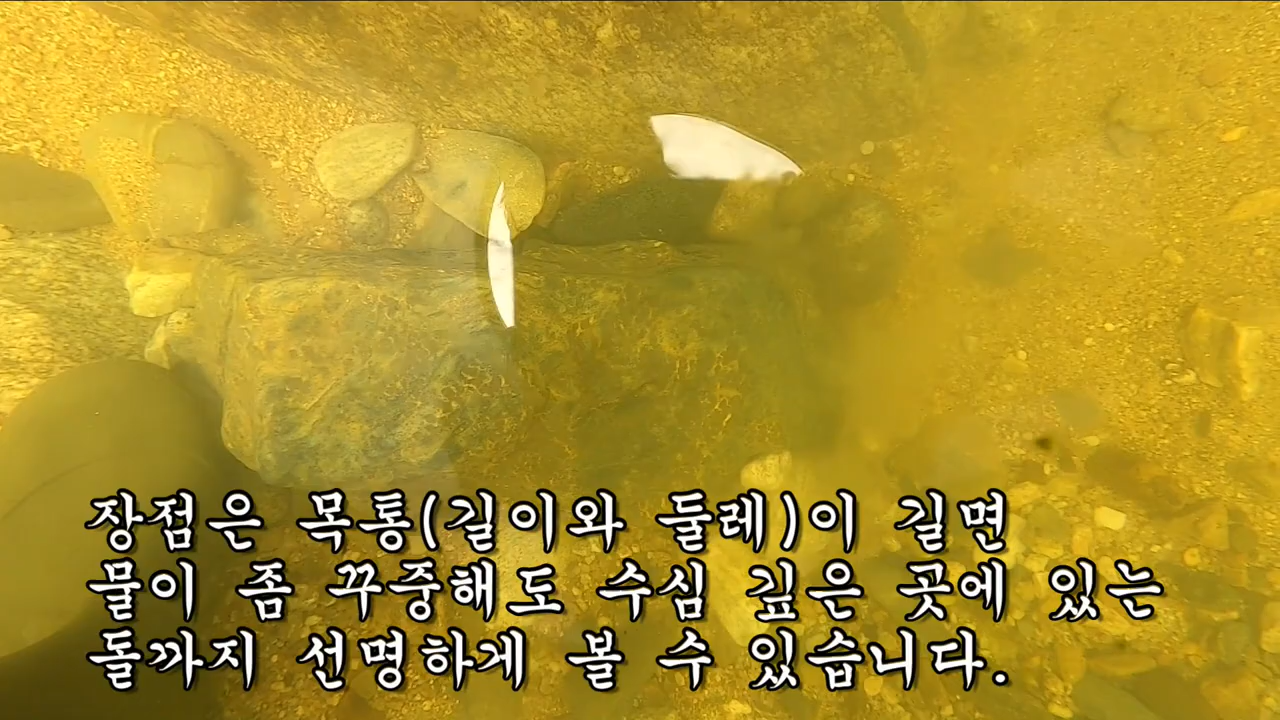 장점은 목통(길이와 둘레)이 길면
물이 좀 꾸중해도 수심 깊은 곳에 있는
돌까지 선명하게 볼 수 있습니다.